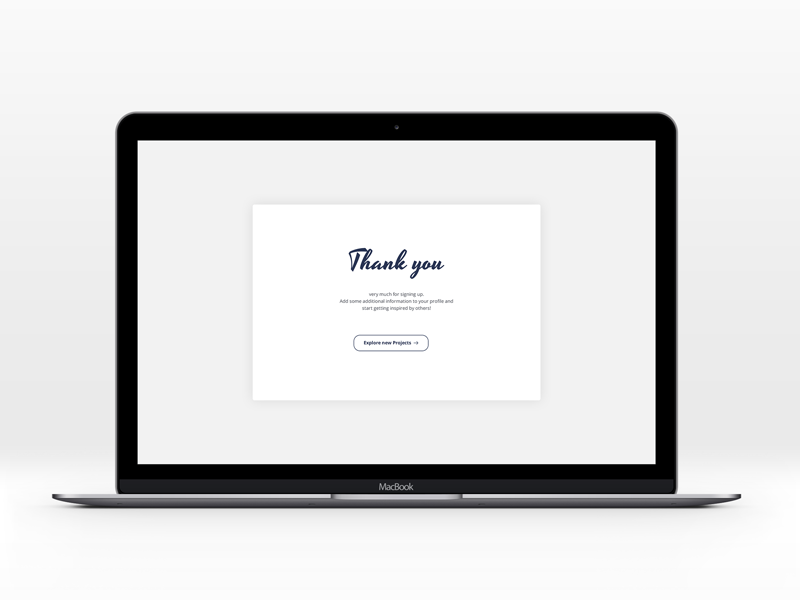 Thank you
very much for signing up.
Add some additional information to your profile and
start getting inspired by others!
Explore new Projects →
MacBook